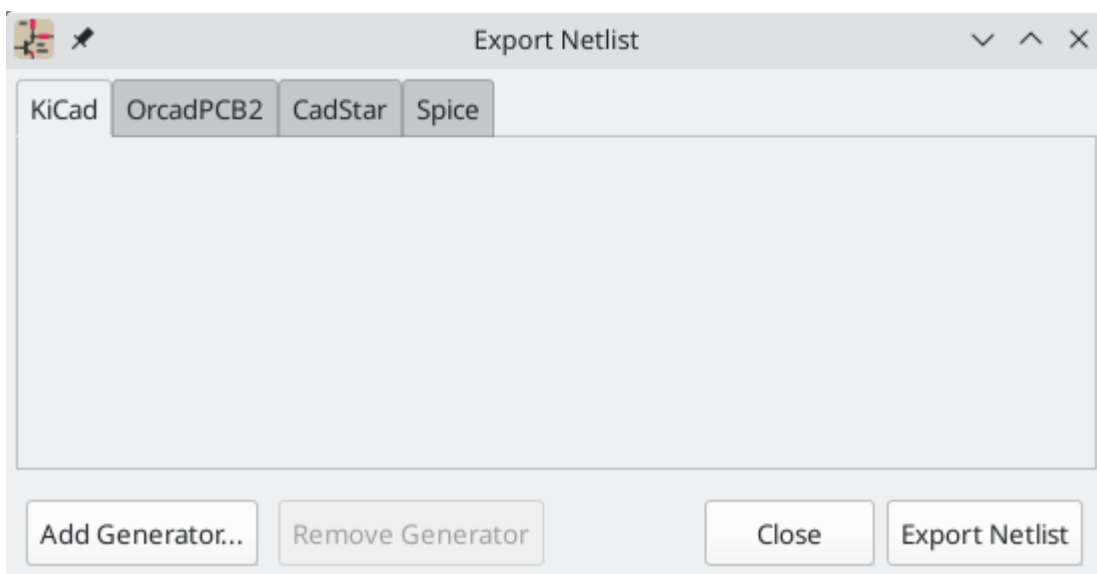 Export Netlist
KiCad OrcadPCB2 CadStar Spice
Add Generator... Remove Generator Close Export Netlist